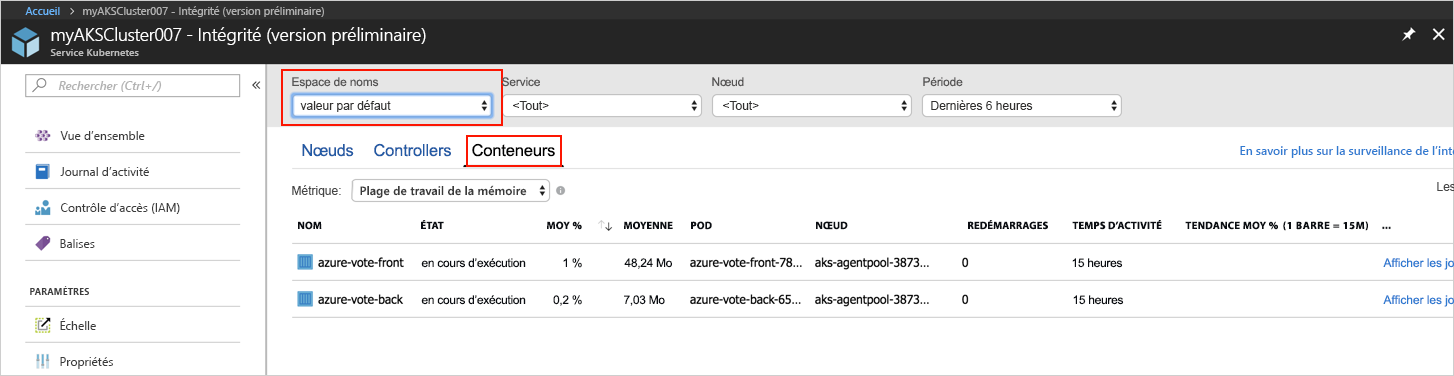 Accueil > myAKSCluster007 - Intégrité (version préliminaire)
myAKSCluster007 - Intégrité (version préliminaire)
Service Kubernetes
Rechercher (Ctrl+/)
«
Vue d'ensemble
Journal d'activité
Contrôle d'accès (IAM)
Balises
PARAMÈTRES
Échelle
Propriétés
Espace de noms Service Nœud Période
valeur par défaut <Tout> <Tout> Dernières 6 heures
Nœuds Controllers Conteneurs
En savoir plus sur la surveillance de l'inte
Métrique: Plage de travail de la mémoire
Les
NOM ÉTAT MOY % ↑↓ MOYENNE POD NŒUD REDÉMARRAGES TEMPS D'ACTIVITÉ TENDANCE MOY % (1 BARRE = 15M) ...
azure-vote-front en cours d'exécution 1 % 48,24 Mo azure-vote-front-78... aks-agentpool-3873... 0 15 heures Afficher les jo
azure-vote-back en cours d'exécution 0,2 % 7,03 Mo azure-vote-back-65... aks-agentpool-3873... 0 15 heures Afficher les jo